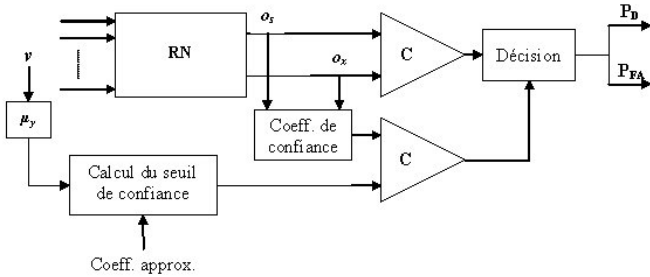 P_D
o_s
RN
o_x
C
Décision
v
P_FA
μ_y
Coeff. de
confiance
C
Calcul du seuil
de confiance
Coeff. approx.